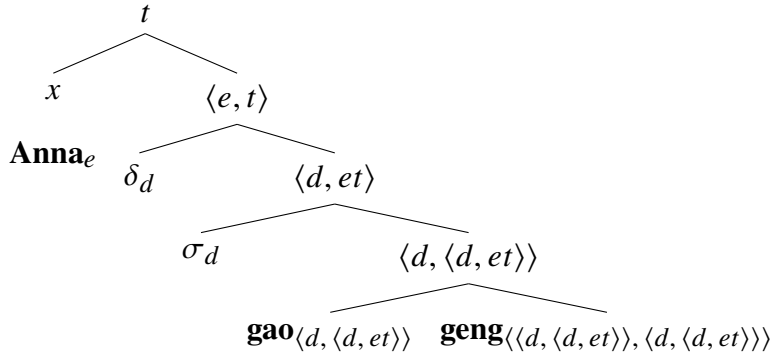 t
x ⟨e, t⟩
Anna_e δ_d ⟨d, et⟩
σ_d ⟨d, ⟨d, et⟩⟩
gao_⟨d, ⟨d, et⟩⟩ geng_⟨⟨d, ⟨d, et⟩⟩, ⟨d, ⟨d, et⟩⟩⟩